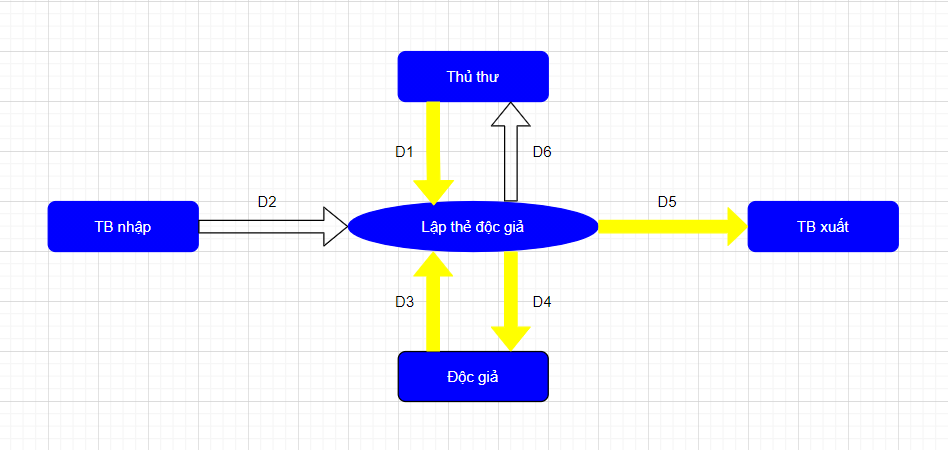 Thủ thư
D1
D6
TB nhập
D2
Lập thẻ độc giả
D5
TB xuất
D3
D4
Độc giả